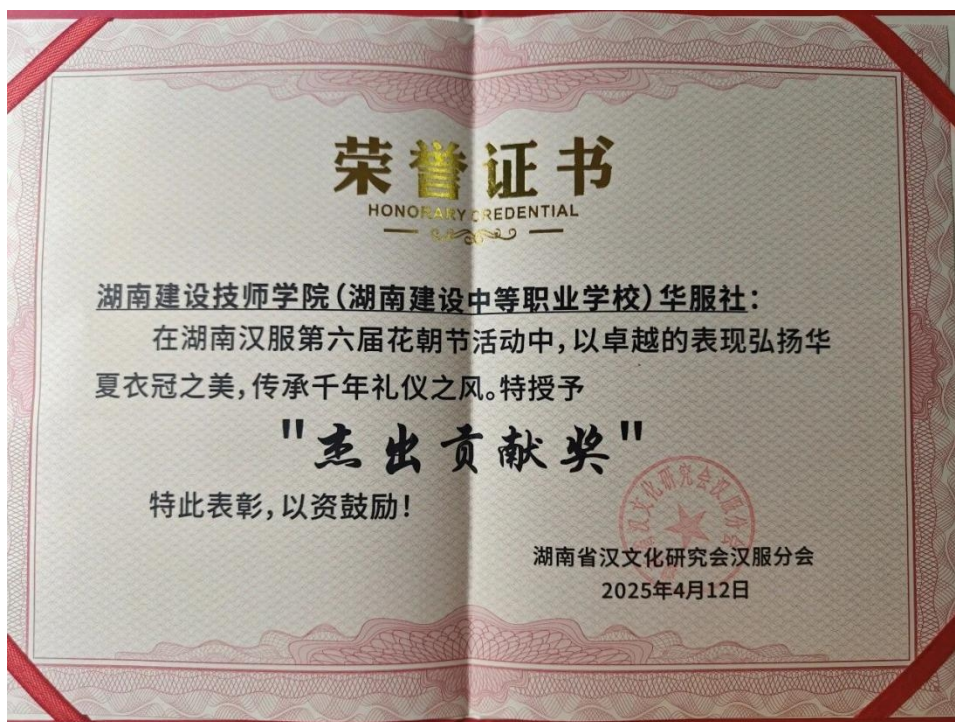 荣誉证书
HONORARY CREDENTIAL
湖南建设技师学院(湖南建设中等职业学校)华服社:
在湖南汉服第六届花朝节活动中,以卓越的表现弘扬华
夏衣冠之美,传承千年礼仪之风。特授予
"杰出贡献奖"
特此表彰,以资鼓励!
湖南省汉文化研究会汉服分会
2025年4月12日